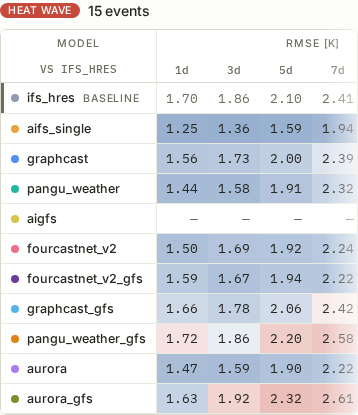 HEAT WAVE 15 events
MODEL RMSE [K]
VS IFS_HRES 1d 3d 5d 7d
ifs_hres BASELINE 1.70 1.86 2.10 2.41
aifs_single 1.25 1.36 1.59 1.94
graphcast 1.56 1.73 2.00 2.39
pangu_weather 1.44 1.58 1.91 2.32
aigfs — — — —
fourcastnet_v2 1.50 1.69 1.92 2.24
fourcastnet_v2_gfs 1.59 1.67 1.94 2.22
graphcast_gfs 1.66 1.78 2.06 2.42
pangu_weather_gfs 1.72 1.86 2.20 2.58
aurora 1.47 1.59 1.90 2.22
aurora_gfs 1.63 1.92 2.32 2.61